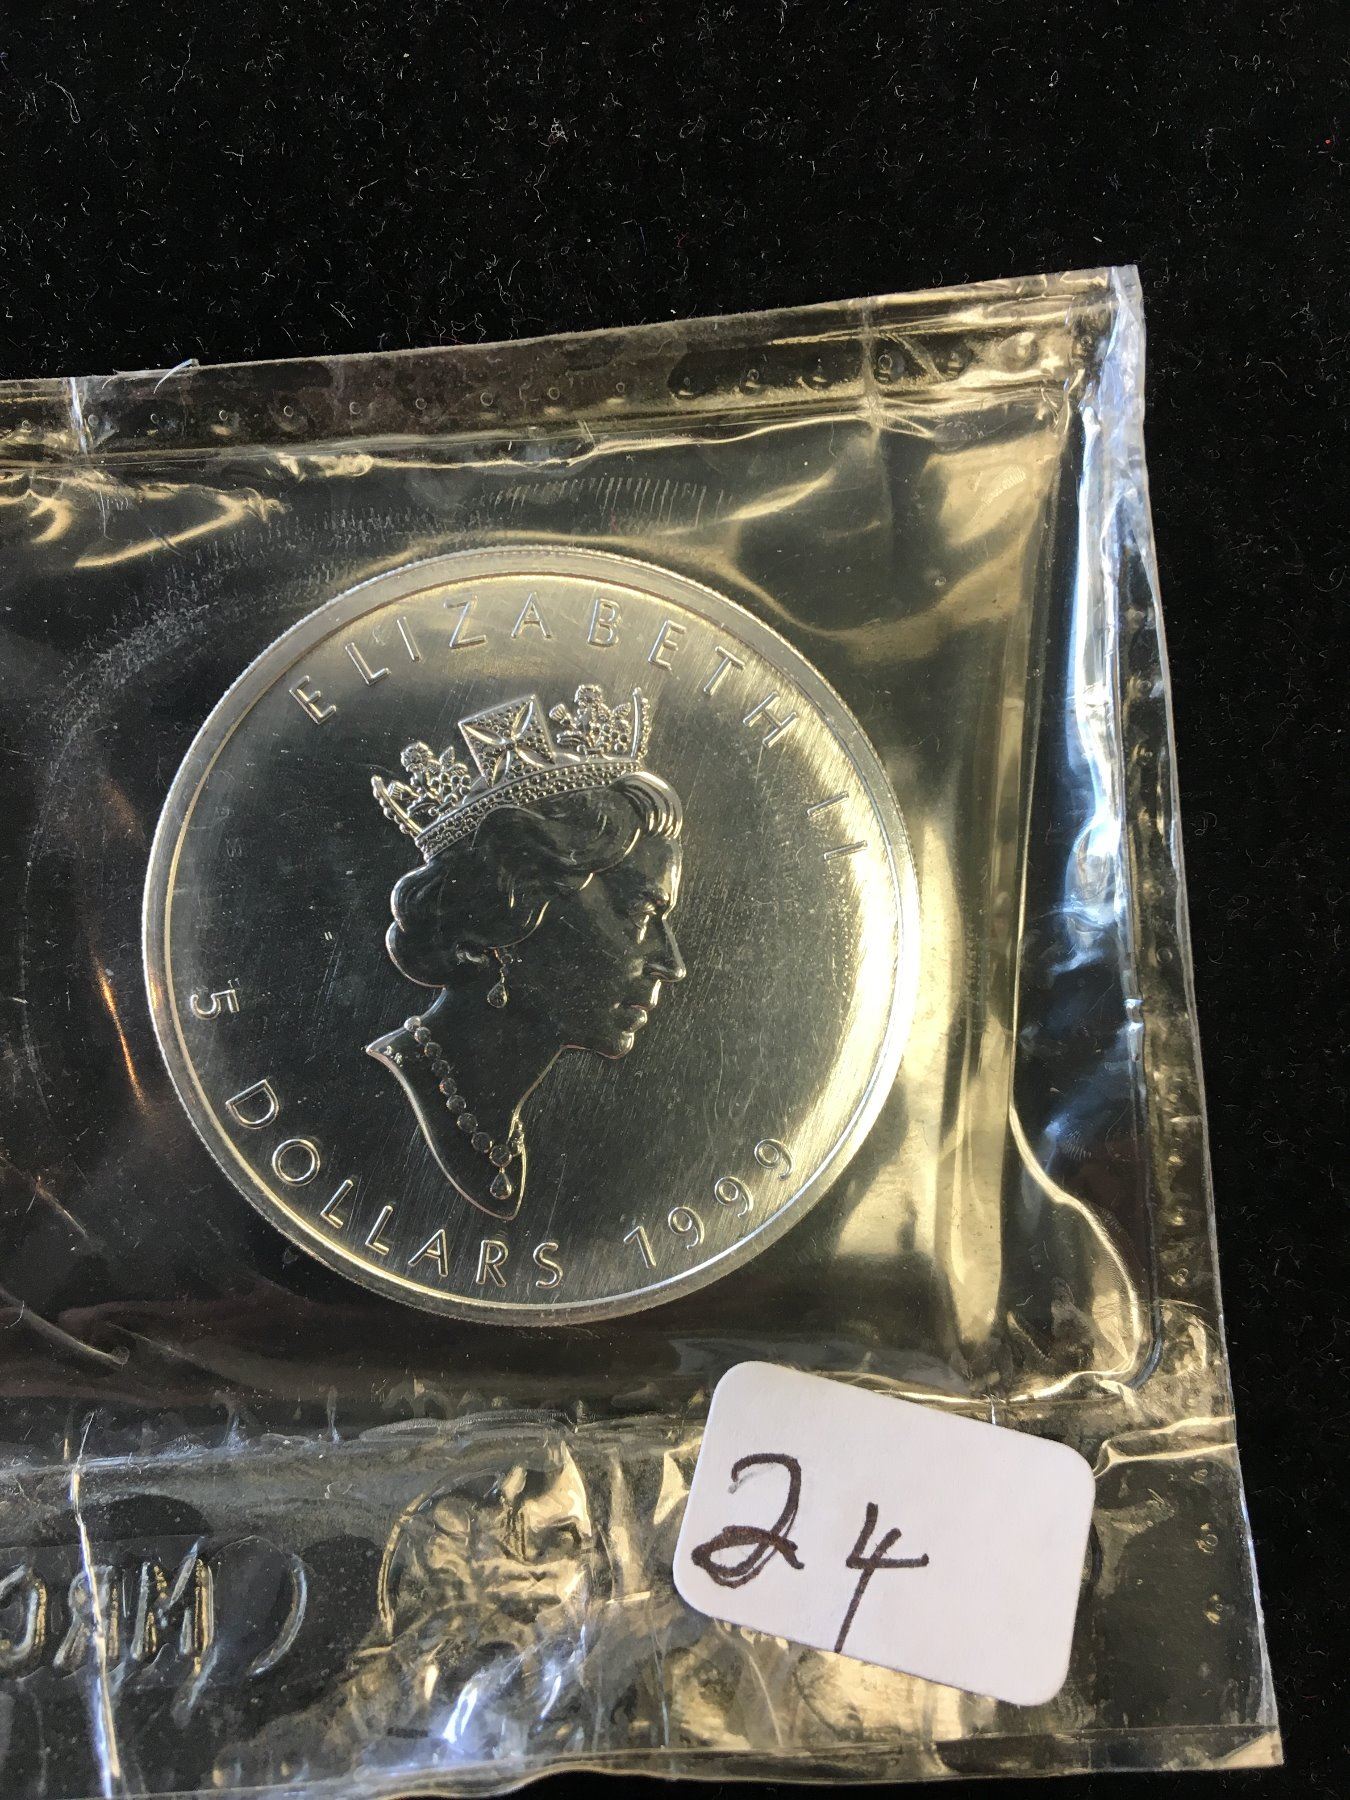 ELIZABETH II
5 DOLLARS 1999
24